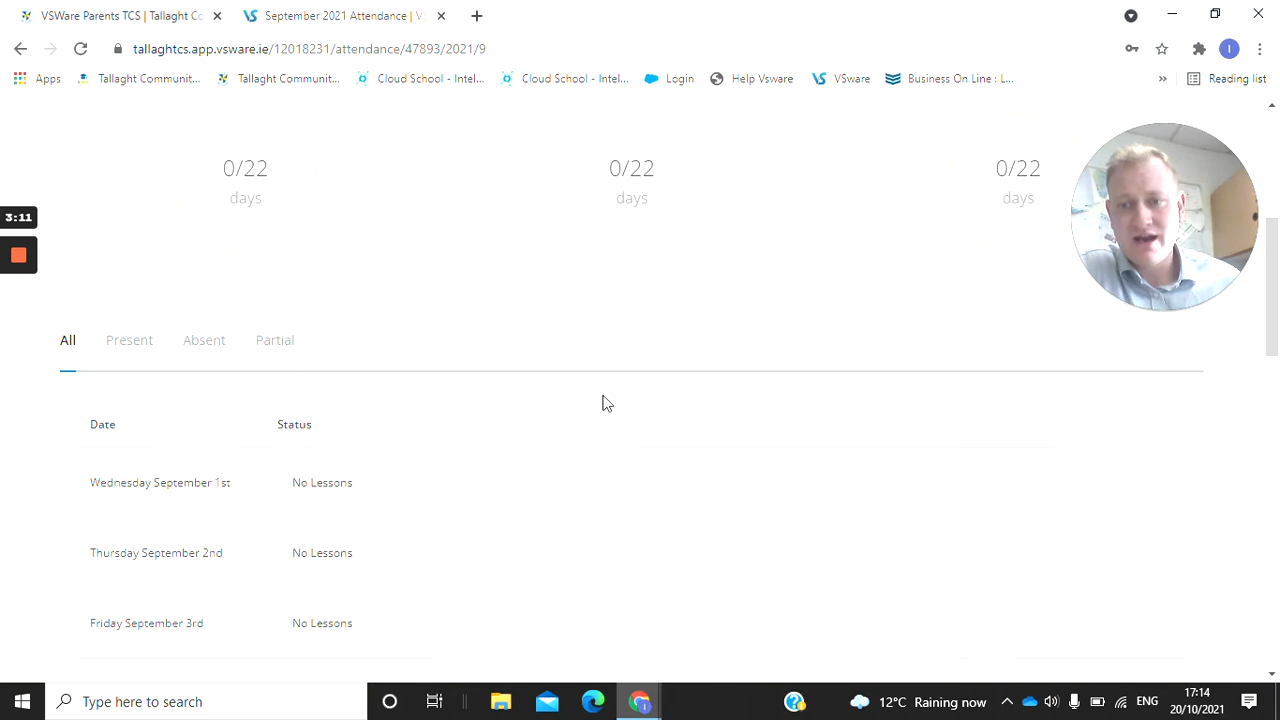 VSWare Parents TCS | Tallaght Co
September 2021 Attendance | VS
tallaghtcs.app.vsware.ie/12018231/attendance/47893/2021/9
Apps
Tallaght Communit...
Tallaght Communit...
Cloud School - Intel...
Cloud School - Intel...
Login
Help Vsware
VSware
Business On Line : L...
»
Reading list
0/22
days
0/22
days
0/22
days
3:11
All
Present
Absent
Partial
Date
Status
Wednesday September 1st
No Lessons
Thursday September 2nd
No Lessons
Friday September 3rd
No Lessons
Type here to search
12°C Raining now
ENG
17:14
20/10/2021